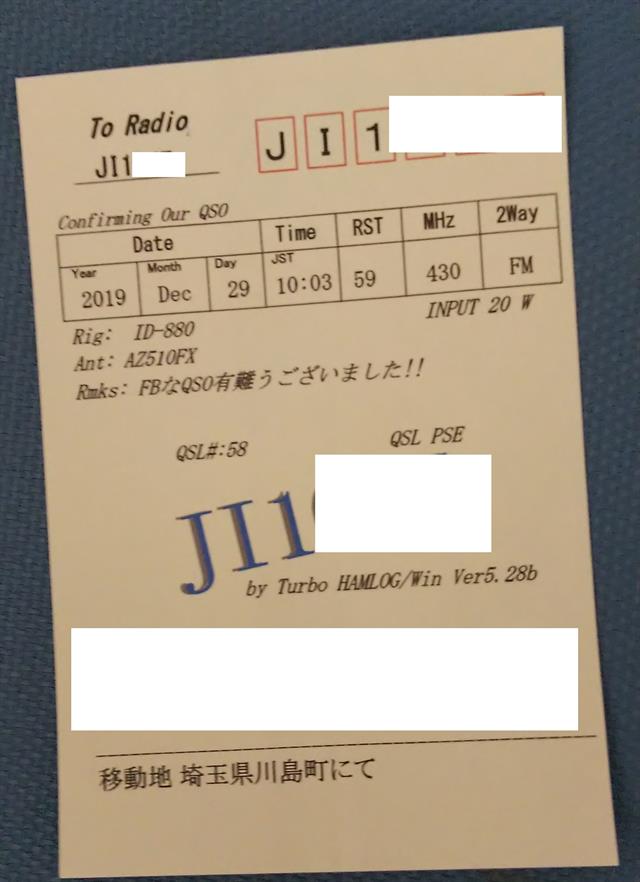 To Radio
JI1
JI1
Confirming Our QSO
Date Time RST MHz 2Way
Year Month Day JST
2019 Dec 29 10:03 59 430 FM
INPUT 20 W
Rig: ID-880
Ant: AZ510FX
Rmks: FBなQSO有難うございました!!
QSL#:58 QSL PSE
JI1
by Turbo HAMLOG/Win Ver5.28b
移動地 埼玉県川島町にて